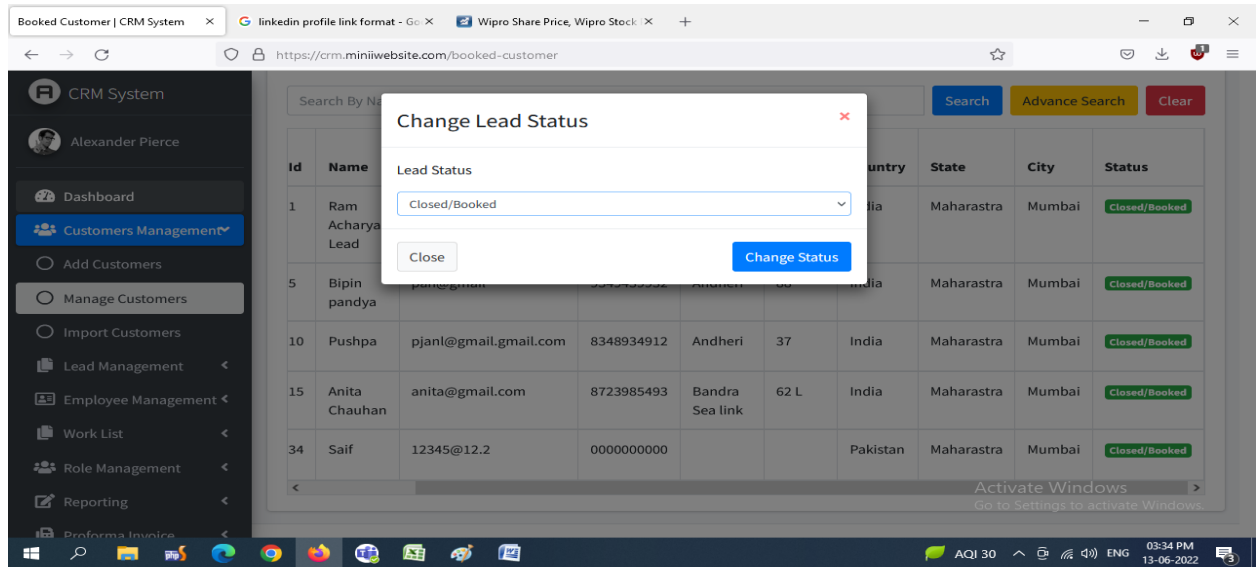 Booked Customer | CRM System
linkedin profile link format - Go
Wipro Share Price, Wipro Stock
https://crm.miniiwebsite.com/booked-customer
CRM System
Alexander Pierce
Dashboard
Customers Management
Add Customers
Manage Customers
Import Customers
Lead Management
Employee Management
Work List
Role Management
Reporting
Proforma Invoice
Search By Na
Search
Advance Search
Clear
Change Lead Status
Lead Status
Closed/Booked
Close
Change Status
Id Name untry State City Status
1 Ram Acharya Lead dia Maharastra Mumbai Closed/Booked
5 Bipin pandya ndia Maharastra Mumbai Closed/Booked
10 Pushpa pjanl@gmail.gmail.com 8348934912 Andheri 37 India Maharastra Mumbai Closed/Booked
15 Anita Chauhan anita@gmail.com 8723985493 Bandra Sea link 62 L India Maharastra Mumbai Closed/Booked
34 Saif 12345@12.2 0000000000 Pakistan Maharastra Mumbai Closed/Booked
Activate Windows
Go to Settings to activate Windows.
php
AQI 30
ENG
03:34 PM
13-06-2022
3